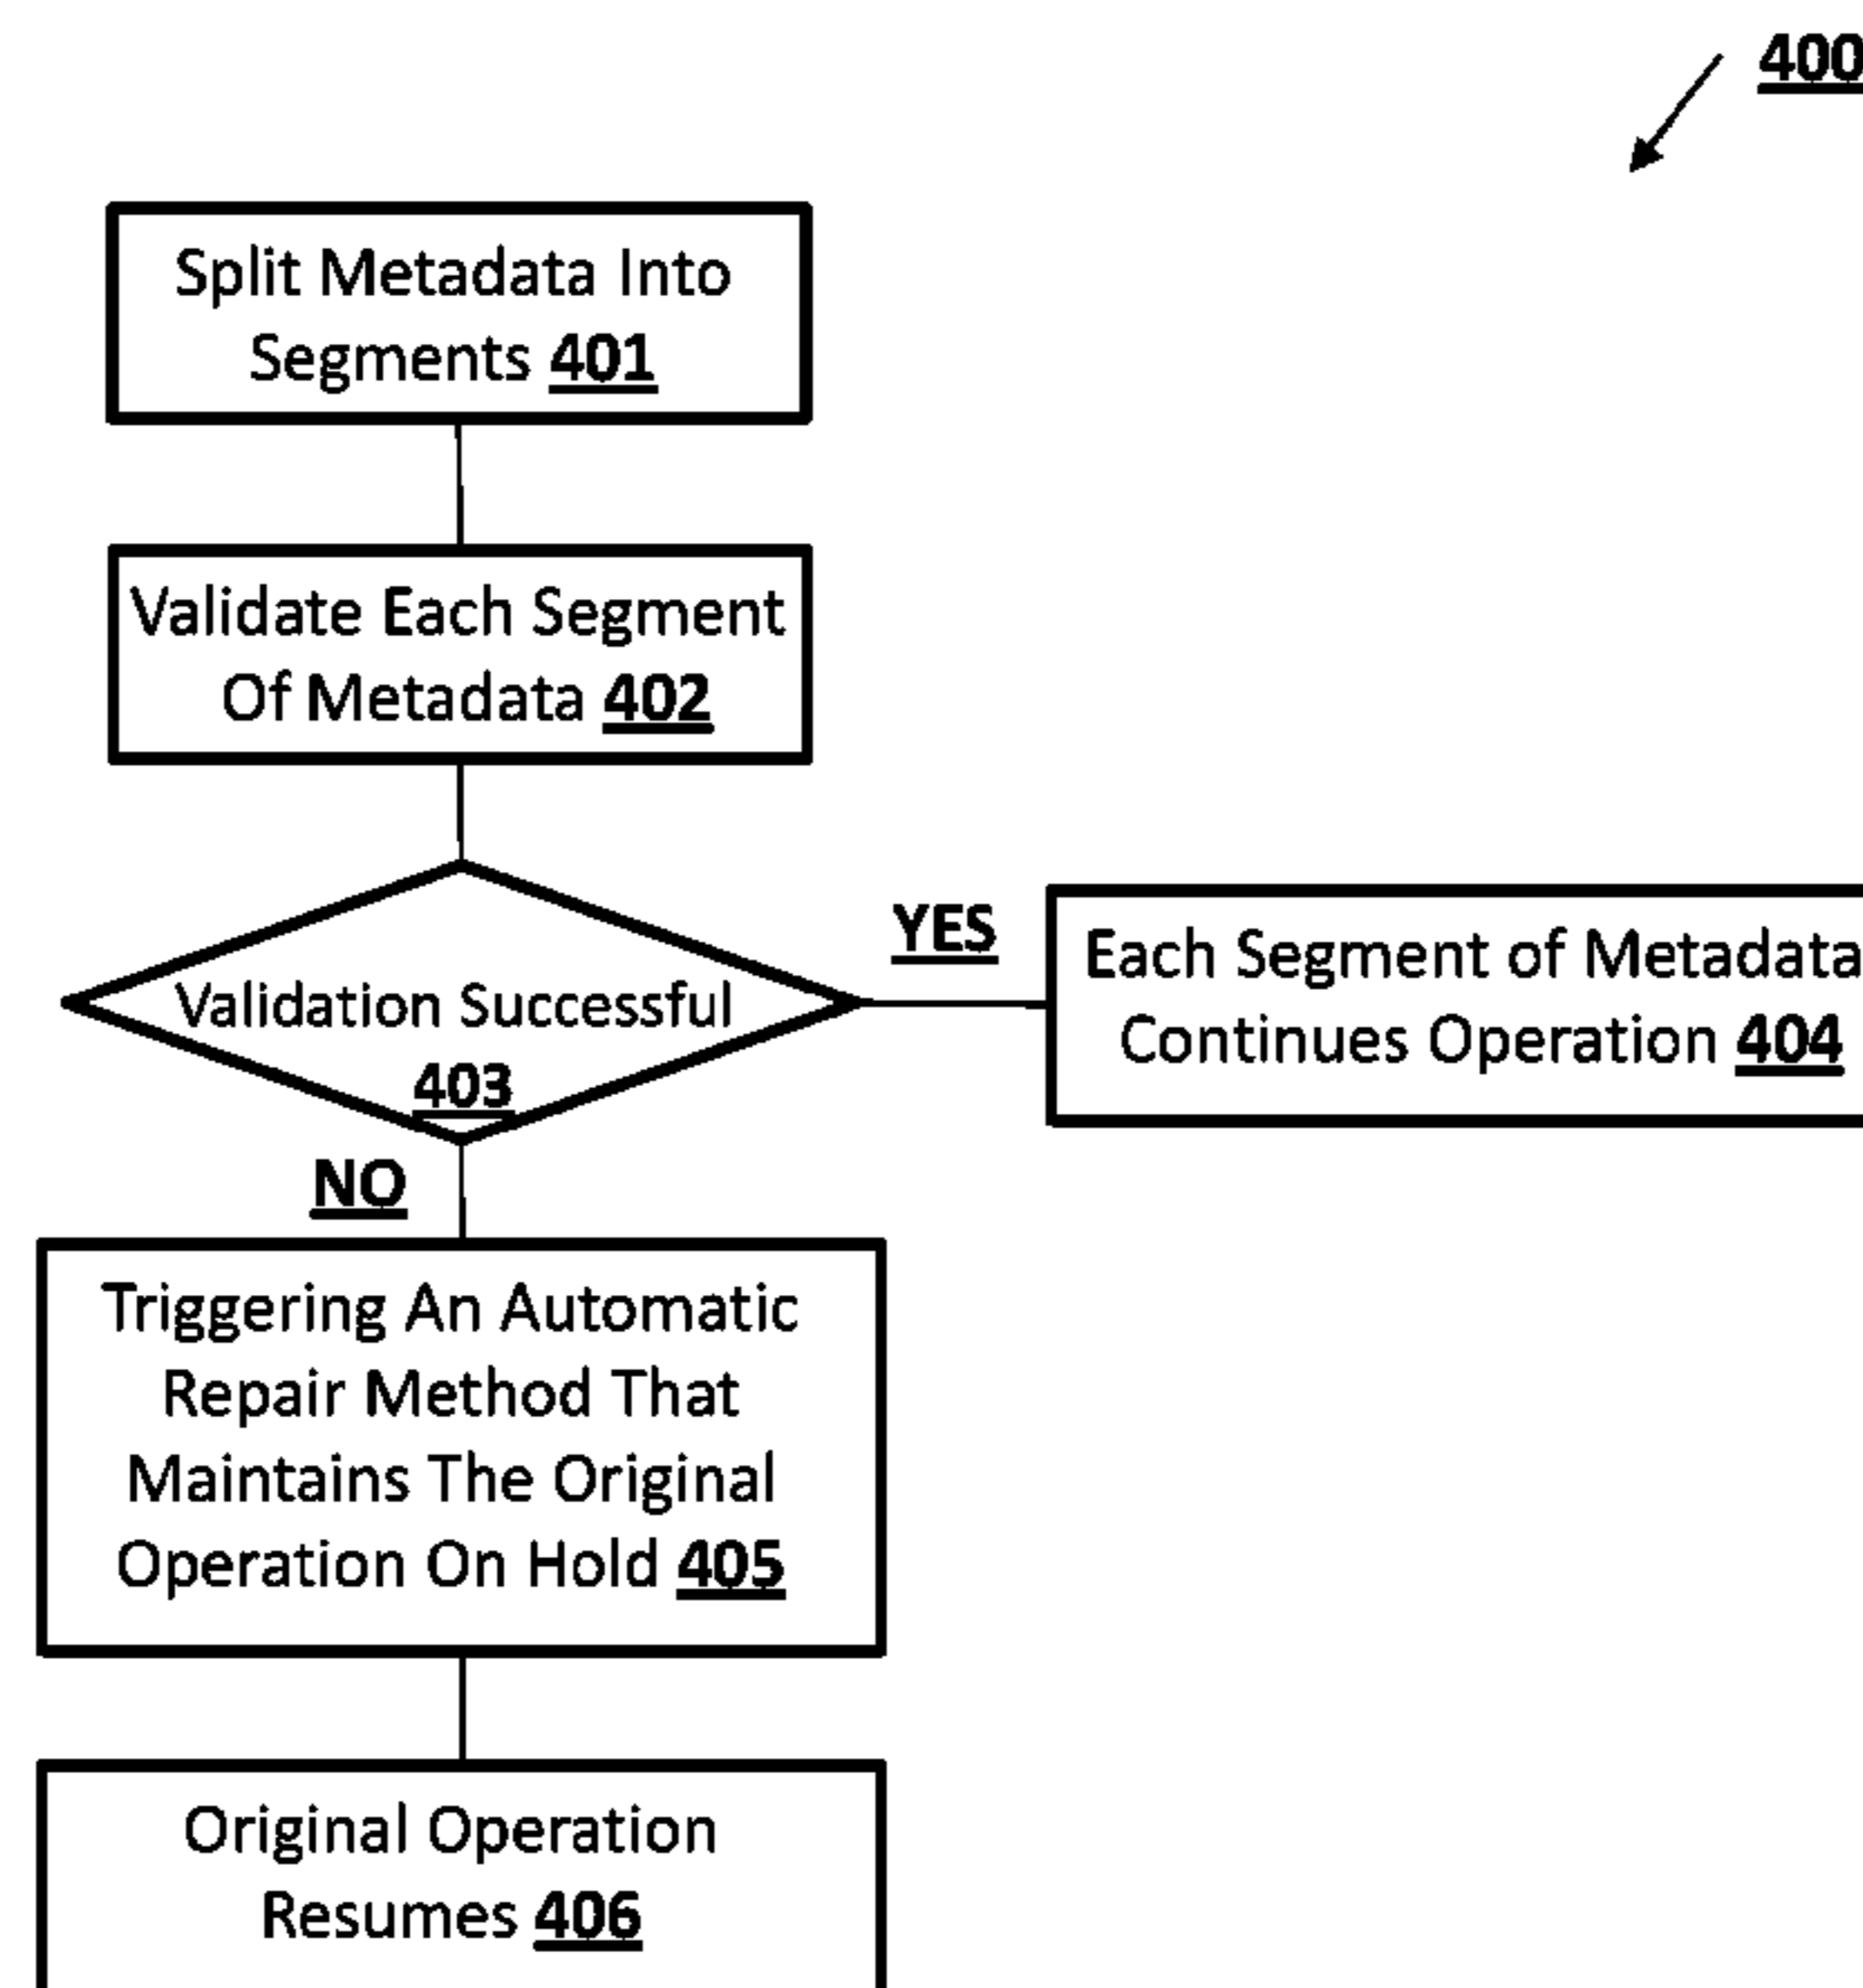 400
Split Metadata Into
Segments 401
Validate Each Segment
Of Metadata 402
Validation Successful
403
YES
Each Segment of Metadata
Continues Operation 404
NO
Triggering An Automatic
Repair Method That
Maintains The Original
Operation On Hold 405
Original Operation
Resumes 406